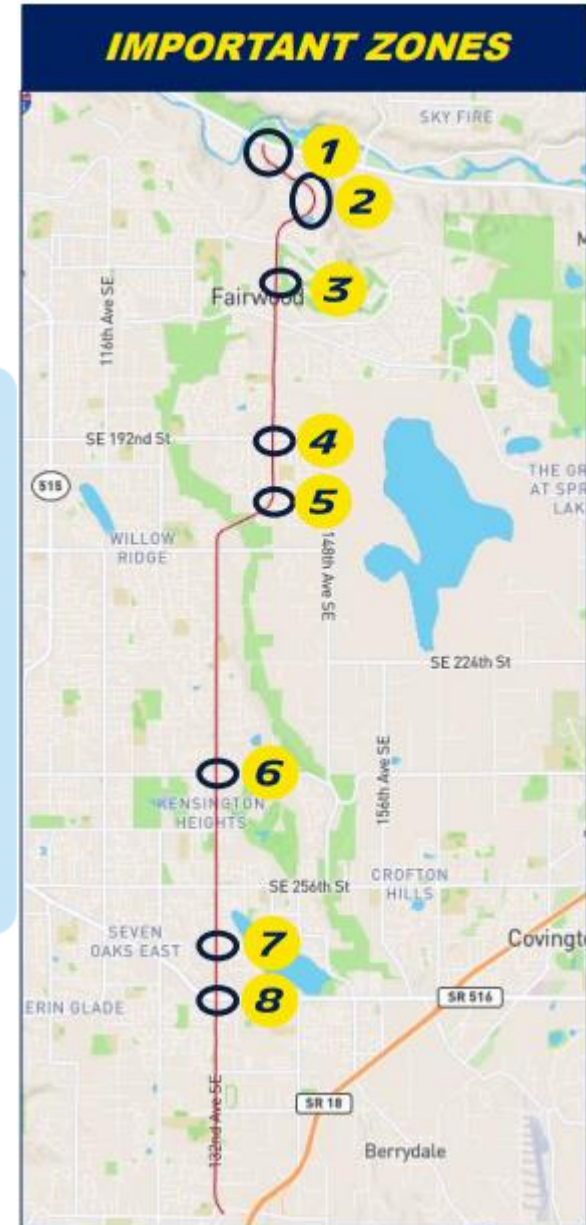 IMPORTANT ZONES
SKY FIRE
1
2
Fairwood
3
116th Ave SE
SE 192nd St
4
515
5
THE GR
AT SPR
LAK
WILLOW
RIDGE
148th Ave SE
SE 224th St
156th Ave SE
6
KENSINGTON
HEIGHTS
SE 256th St
CROFTON
HILLS
SEVEN
OAKS EAST
7
Covingt
8
ERIN GLADE
SR 516
132nd Ave SE
SR 18
Berrydale